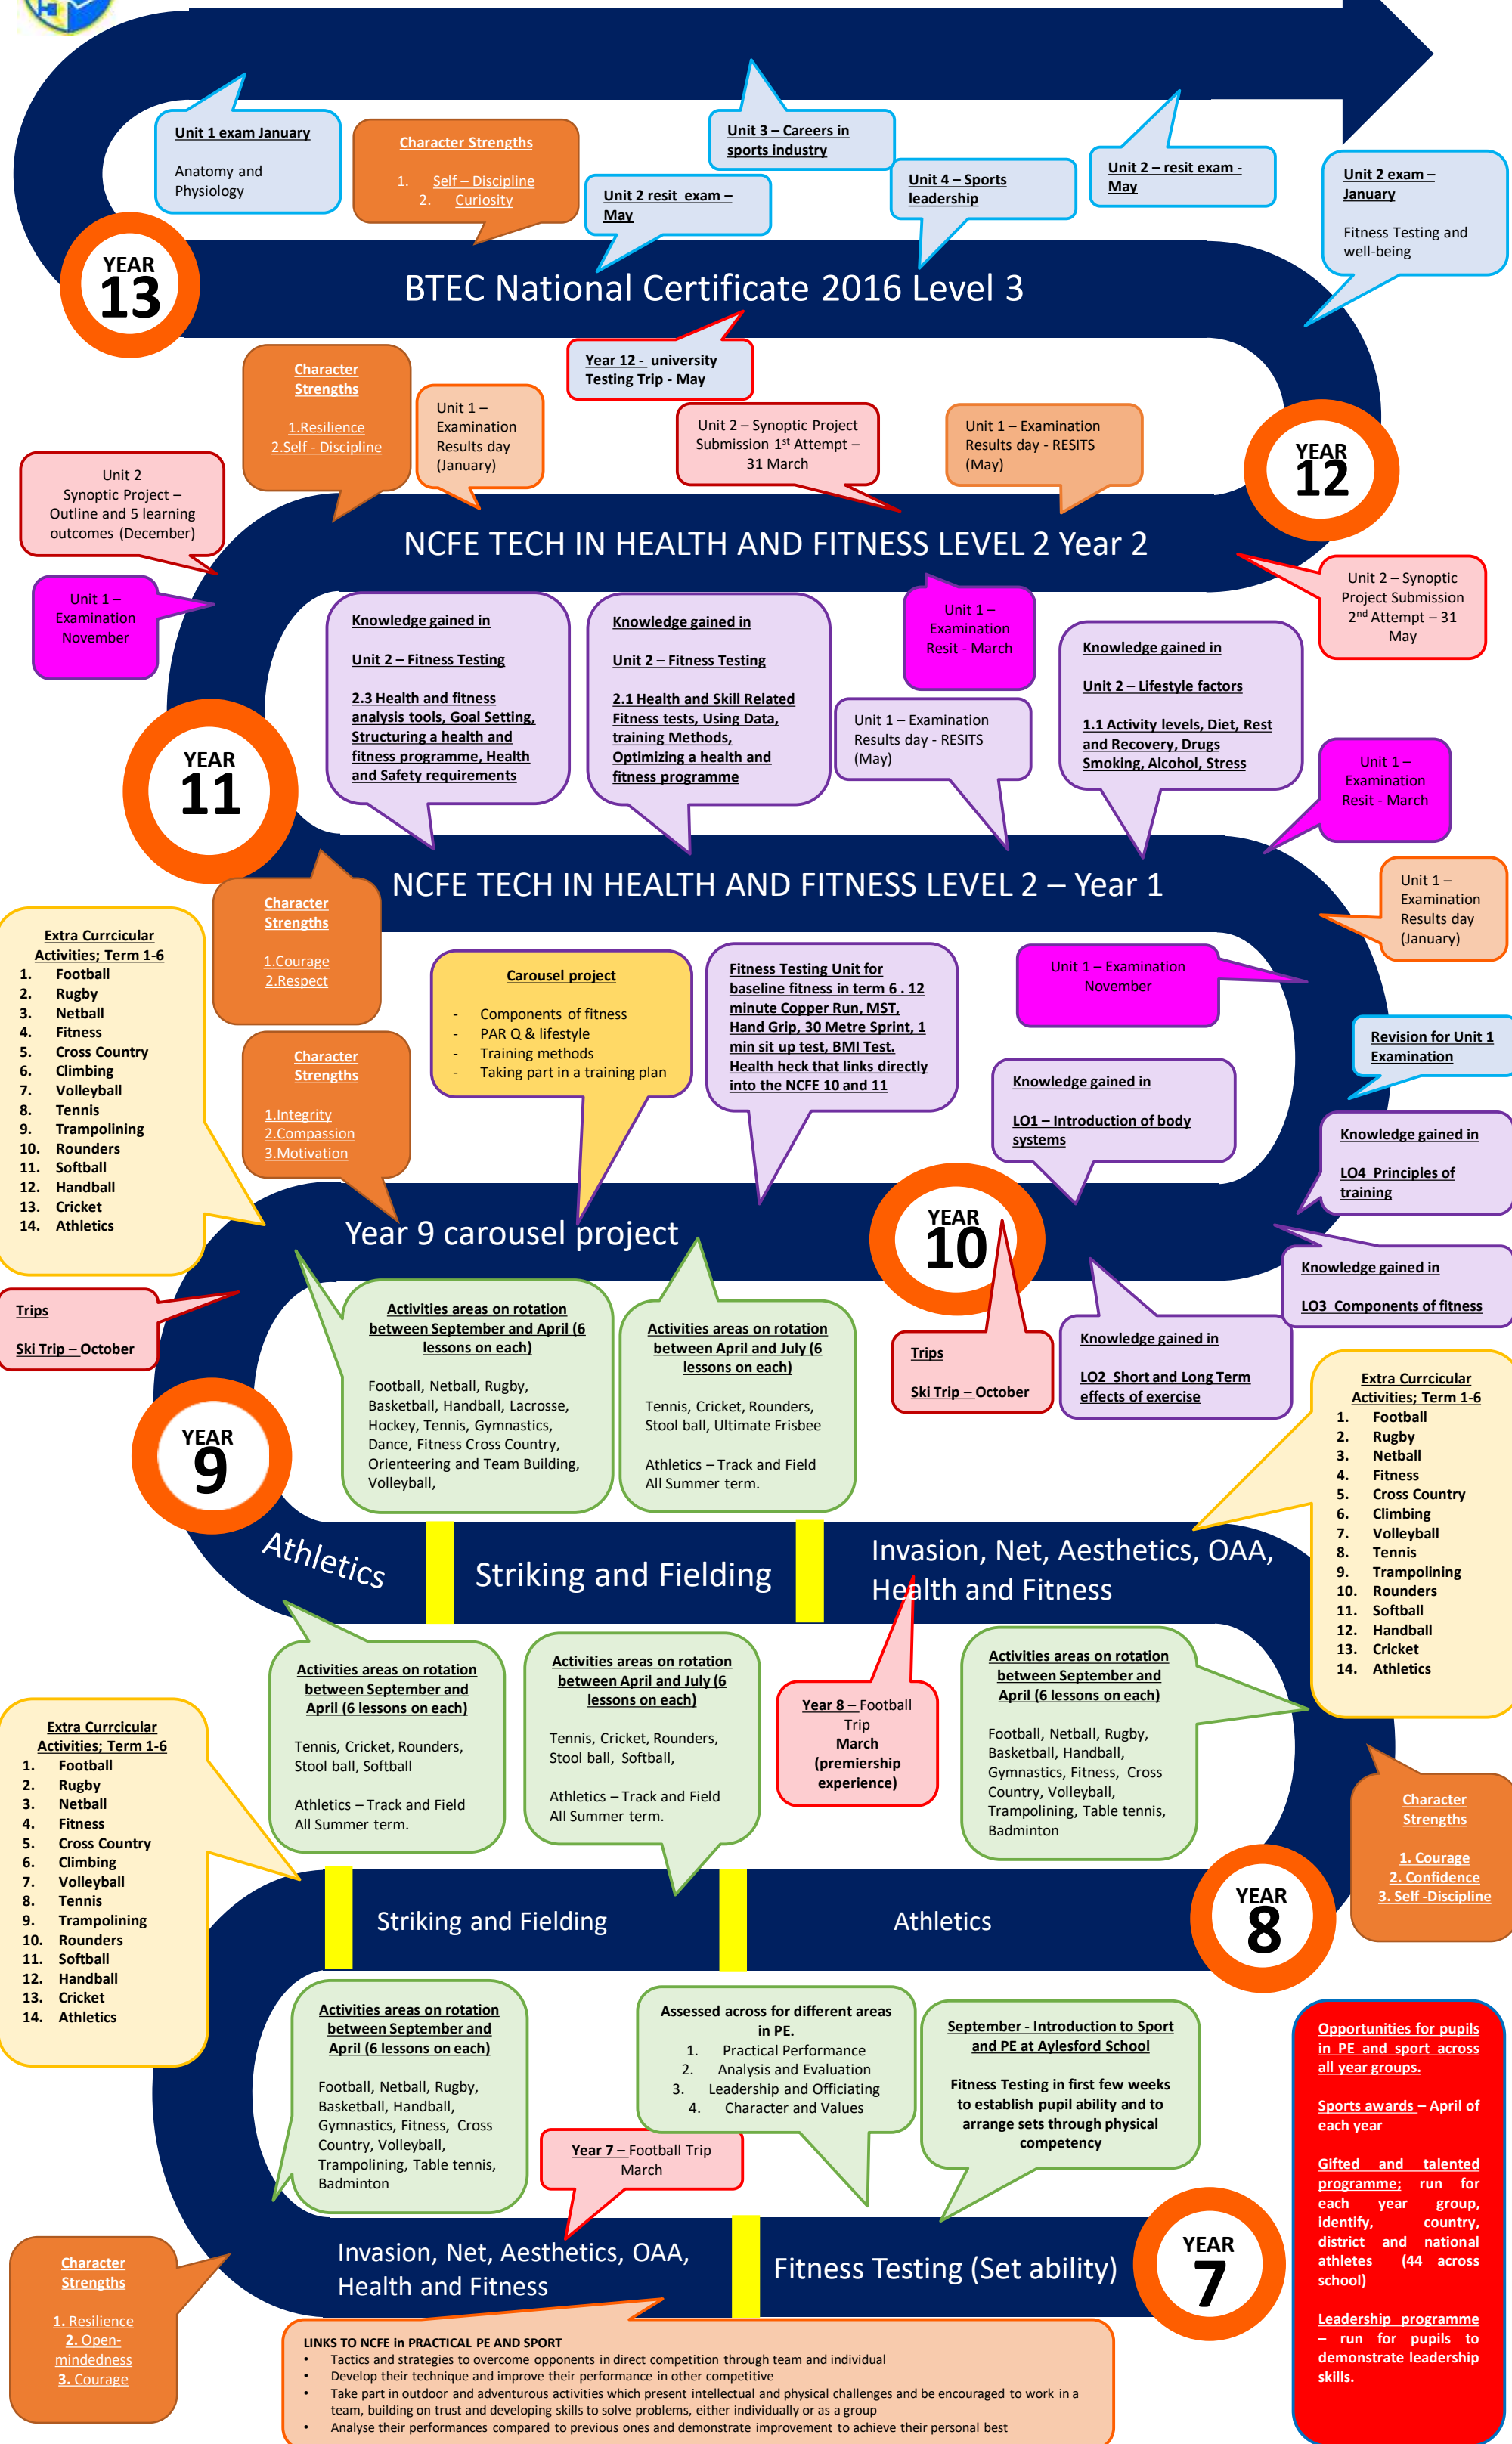 Unit 1 exam January
Anatomy and
Physiology
Character Strengths
1. Self – Discipline
2. Curiosity
Unit 2 resit exam –
May
Unit 3 – Careers in
sports industry
Unit 4 – Sports
leadership
Unit 2 – resit exam -
May
Unit 2 exam –
January
Fitness Testing and
well-being
YEAR
13
BTEC National Certificate 2016 Level 3
Character
Strengths
1.Resilience
2.Self - Discipline
Unit 1 –
Examination
Results day
(January)
Year 12 - university
Testing Trip - May
Unit 2 – Synoptic Project
Submission 1st Attempt –
31 March
Unit 1 – Examination
Results day - RESITS
(May)
YEAR
12
Unit 2
Synoptic Project –
Outline and 5 learning
outcomes (December)
NCFE TECH IN HEALTH AND FITNESS LEVEL 2 Year 2
Unit 1 –
Examination
November
Knowledge gained in
Unit 2 – Fitness Testing
2.3 Health and fitness
analysis tools, Goal Setting,
Structuring a health and
fitness programme, Health
and Safety requirements
Knowledge gained in
Unit 2 – Fitness Testing
2.1 Health and Skill Related
Fitness tests, Using Data,
training Methods,
Optimizing a health and
fitness programme
Unit 1 –
Examination
Resit - March
Unit 1 – Examination
Results day - RESITS
(May)
Knowledge gained in
Unit 2 – Lifestyle factors
1.1 Activity levels, Diet, Rest
and Recovery, Drugs
Smoking, Alcohol, Stress
Unit 2 – Synoptic
Project Submission
2nd Attempt – 31
May
Unit 1 –
Examination
Resit - March
YEAR
11
NCFE TECH IN HEALTH AND FITNESS LEVEL 2 – Year 1
Unit 1 –
Examination
Results day
(January)
Extra Currcicular
Activities; Term 1-6
1. Football
2. Rugby
3. Netball
4. Fitness
5. Cross Country
6. Climbing
7. Volleyball
8. Tennis
9. Trampolining
10. Rounders
11. Softball
12. Handball
13. Cricket
14. Athletics
Character
Strengths
1.Courage
2.Respect
Character
Strengths
1.Integrity
2.Compassion
3.Motivation
Carousel project
- Components of fitness
- PAR Q & lifestyle
- Training methods
- Taking part in a training plan
Fitness Testing Unit for
baseline fitness in term 6 . 12
minute Copper Run, MST,
Hand Grip, 30 Metre Sprint, 1
min sit up test, BMI Test.
Health heck that links directly
into the NCFE 10 and 11
Unit 1 – Examination
November
Revision for Unit 1
Examination
Knowledge gained in
LO1 – Introduction of body
systems
Knowledge gained in
LO4 Principles of
training
Year 9 carousel project
YEAR
10
Knowledge gained in
LO3 Components of fitness
Trips
Ski Trip – October
Activities areas on rotation
between September and April (6
lessons on each)
Football, Netball, Rugby,
Basketball, Handball, Lacrosse,
Hockey, Tennis, Gymnastics,
Dance, Fitness Cross Country,
Orienteering and Team Building,
Volleyball,
Activities areas on rotation
between April and July (6
lessons on each)
Tennis, Cricket, Rounders,
Stool ball, Ultimate Frisbee
Athletics – Track and Field
All Summer term.
Trips
Ski Trip – October
Knowledge gained in
LO2 Short and Long Term
effects of exercise
Extra Currcicular
Activities; Term 1-6
1. Football
2. Rugby
3. Netball
4. Fitness
5. Cross Country
6. Climbing
7. Volleyball
8. Tennis
9. Trampolining
10. Rounders
11. Softball
12. Handball
13. Cricket
14. Athletics
YEAR
9
Athletics
Striking and Fielding
Invasion, Net, Aesthetics, OAA,
Health and Fitness
Activities areas on rotation
between September and
April (6 lessons on each)
Tennis, Cricket, Rounders,
Stool ball, Softball
Athletics – Track and Field
All Summer term.
Activities areas on rotation
between April and July (6
lessons on each)
Tennis, Cricket, Rounders,
Stool ball, Softball,
Athletics – Track and Field
All Summer term.
Year 8 – Football
Trip
March
(premiership
experience)
Activities areas on rotation
between September and
April (6 lessons on each)
Football, Netball, Rugby,
Basketball, Handball,
Gymnastics, Fitness, Cross
Country, Volleyball,
Trampolining, Table tennis,
Badminton
Extra Currcicular
Activities; Term 1-6
1. Football
2. Rugby
3. Netball
4. Fitness
5. Cross Country
6. Climbing
7. Volleyball
8. Tennis
9. Trampolining
10. Rounders
11. Softball
12. Handball
13. Cricket
14. Athletics
Character
Strengths
1. Courage
2. Confidence
3. Self -Discipline
Striking and Fielding
Athletics
YEAR
8
Activities areas on rotation
between September and
April (6 lessons on each)
Football, Netball, Rugby,
Basketball, Handball,
Gymnastics, Fitness, Cross
Country, Volleyball,
Trampolining, Table tennis,
Badminton
Assessed across for different areas
in PE.
1. Practical Performance
2. Analysis and Evaluation
3. Leadership and Officiating
4. Character and Values
September - Introduction to Sport
and PE at Aylesford School
Fitness Testing in first few weeks
to establish pupil ability and to
arrange sets through physical
competency
Year 7 – Football Trip
March
Opportunities for pupils
in PE and sport across
all year groups.
Sports awards – April of
each year
Gifted and talented
programme; run for
each year group,
identify, country,
district and national
athletes (44 across
school)
Leadership programme
– run for pupils to
demonstrate leadership
skills.
Character
Strengths
1. Resilience
2. Open-
mindedness
3. Courage
Invasion, Net, Aesthetics, OAA,
Health and Fitness
Fitness Testing (Set ability)
YEAR
7
LINKS TO NCFE in PRACTICAL PE AND SPORT
• Tactics and strategies to overcome opponents in direct competition through team and individual
• Develop their technique and improve their performance in other competitive
• Take part in outdoor and adventurous activities which present intellectual and physical challenges and be encouraged to work in a
team, building on trust and developing skills to solve problems, either individually or as a group
• Analyse their performances compared to previous ones and demonstrate improvement to achieve their personal best